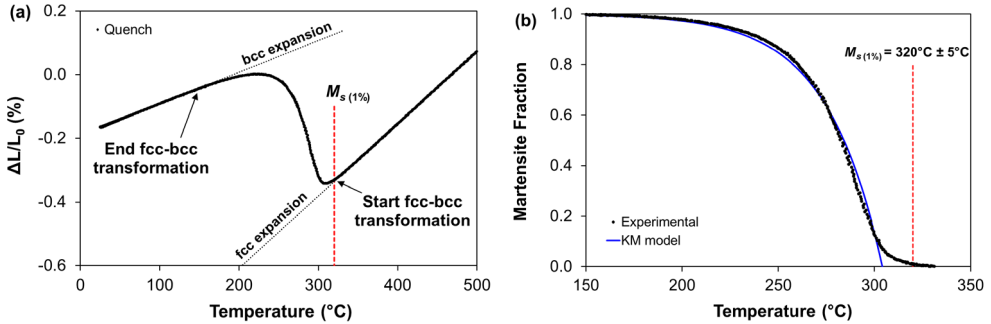 (a)
0.2
0.0
-0.2
-0.4
-0.6
ΔL/L0 (%)
• Quench
bcc expansion
Ms (1%)
End fcc-bcc
transformation
Start fcc-bcc
transformation
fcc expansion
0 100 200 300 400 500
Temperature (°C)
(b)
1.0
0.8
0.6
0.4
0.2
0.0
Martensite Fraction
Ms (1%) = 320°C ± 5°C
Experimental
KM model
150 200 250 300 350
Temperature (°C)